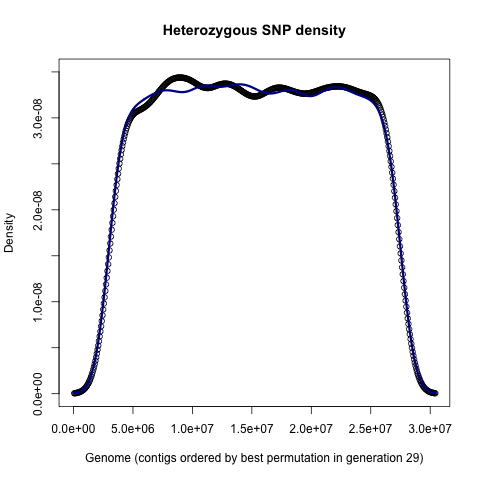 Heterozygous SNP density
Density
3.0e-08
2.0e-08
1.0e-08
0.0e+00
0.0e+00 5.0e+06 1.0e+07 1.5e+07 2.0e+07 2.5e+07 3.0e+07
Genome (contigs ordered by best permutation in generation 29)